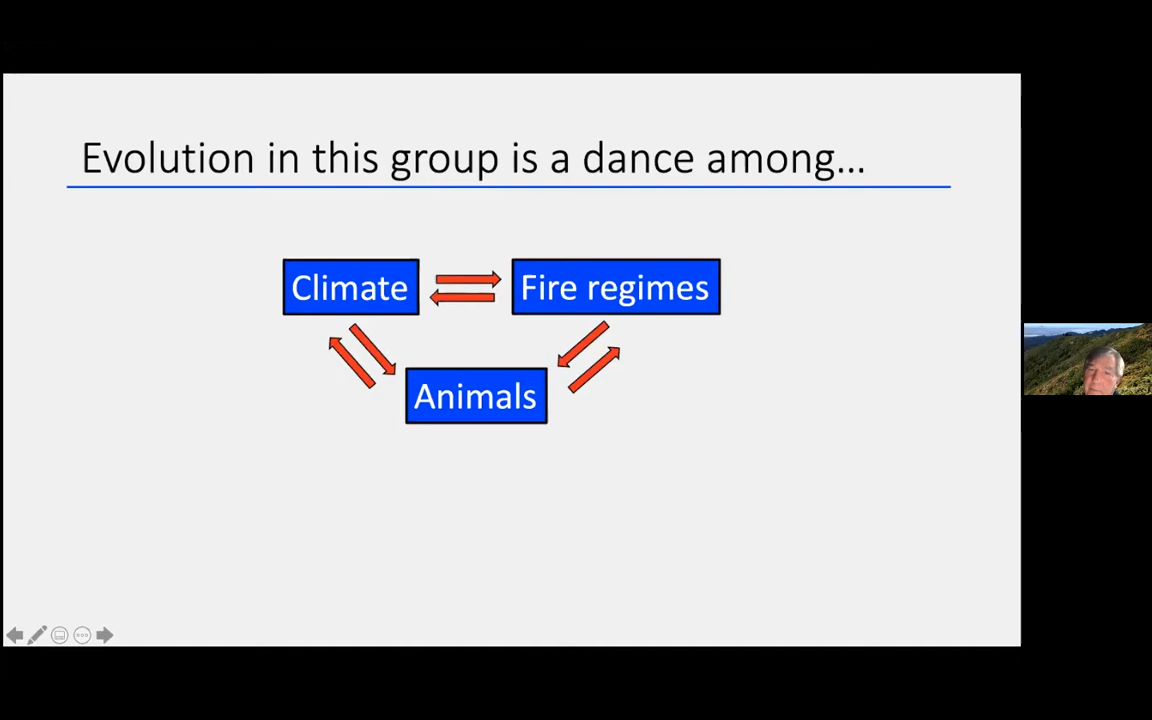 Evolution in this group is a dance among...
Climate
Fire regimes
Animals